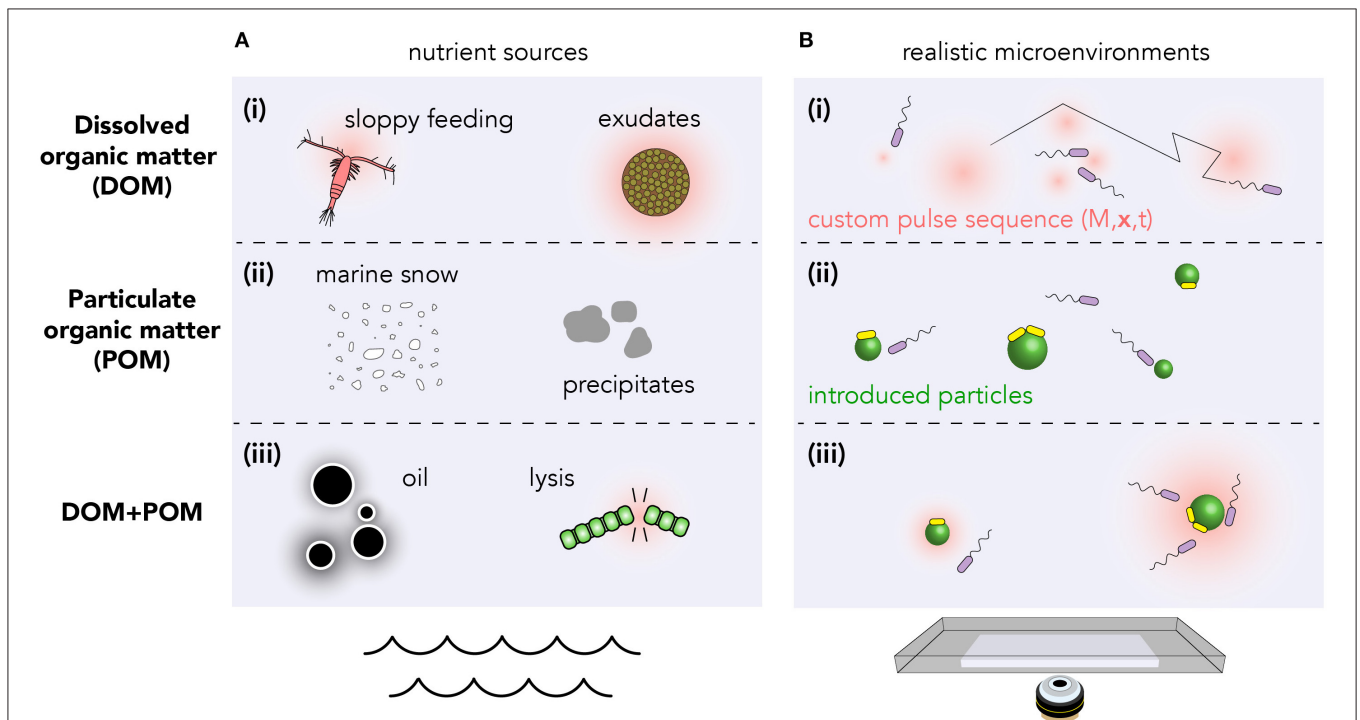 A
nutrient sources
B
realistic microenvironments
Dissolved
organic matter
(DOM)
(i)
sloppy feeding
exudates
(i)
custom pulse sequence (M,x,t)
Particulate
organic matter
(POM)
(ii)
marine snow
precipitates
(ii)
introduced particles
DOM+POM
(iii)
oil
lysis
(iii)